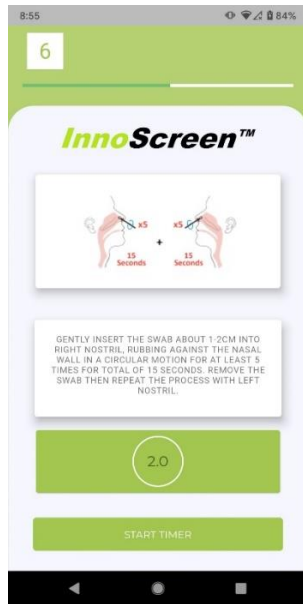 8:55
84%
6
InnoScreen™
x5 x5
+
15 15
Seconds Seconds
GENTLY INSERT THE SWAB ABOUT 1-2CM INTO
RIGHT NOSTRIL, RUBBING AGAINST THE NASAL
WALL IN A CIRCULAR MOTION FOR AT LEAST 5
TIMES FOR TOTAL OF 15 SECONDS. REMOVE THE
SWAB THEN REPEAT THE PROCESS WITH LEFT
NOSTRIL.
2.0
START TIMER